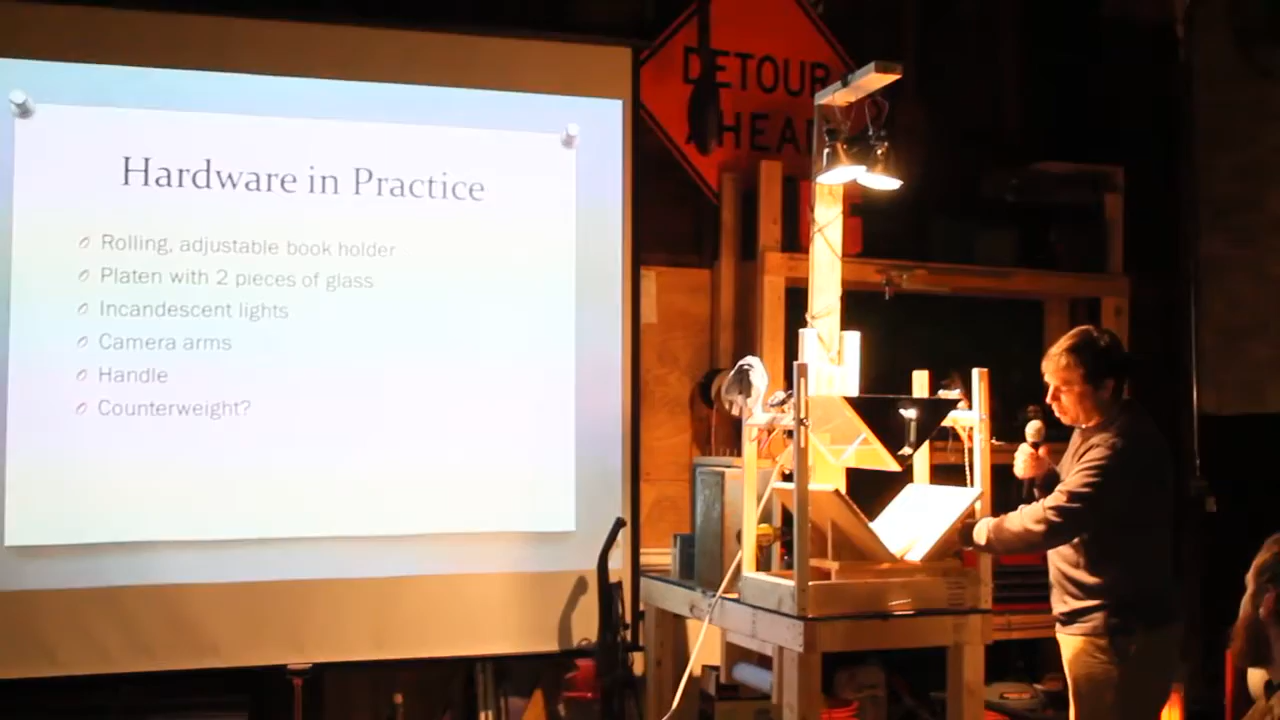 Hardware in Practice
Rolling, adjustable book holder
Platen with 2 pieces of glass
Incandescent lights
Camera arms
Handle
Counterweight?
DETOUR
AHEAD